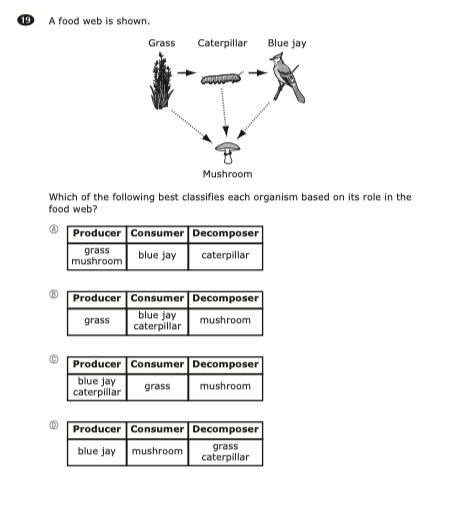 19 A food web is shown.
Grass Caterpillar Blue jay
Mushroom
Which of the following best classifies each organism based on its role in the
food web?
Ⓐ Producer Consumer Decomposer
grass
mushroom blue jay caterpillar
Ⓑ Producer Consumer Decomposer
grass blue jay
caterpillar mushroom
Ⓒ Producer Consumer Decomposer
blue jay
caterpillar grass mushroom
Ⓓ Producer Consumer Decomposer
blue jay mushroom grass
caterpillar